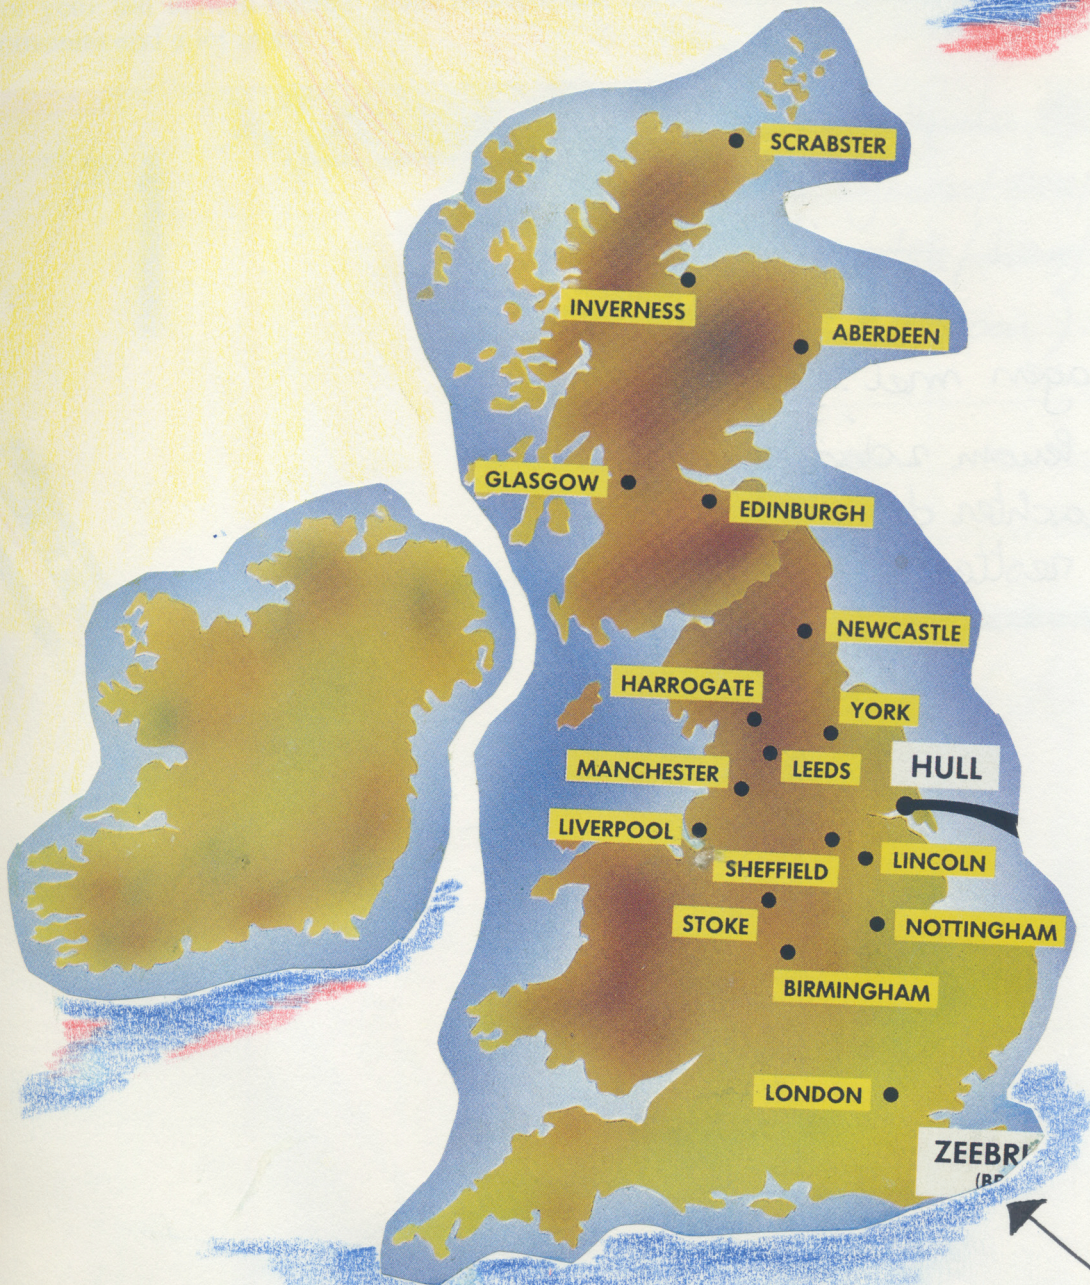 SCRABSTER
INVERNESS
ABERDEEN
GLASGOW
EDINBURGH
NEWCASTLE
HARROGATE
YORK
HULL
MANCHESTER
LEEDS
LIVERPOOL
SHEFFIELD
LINCOLN
STOKE
NOTTINGHAM
BIRMINGHAM
LONDON